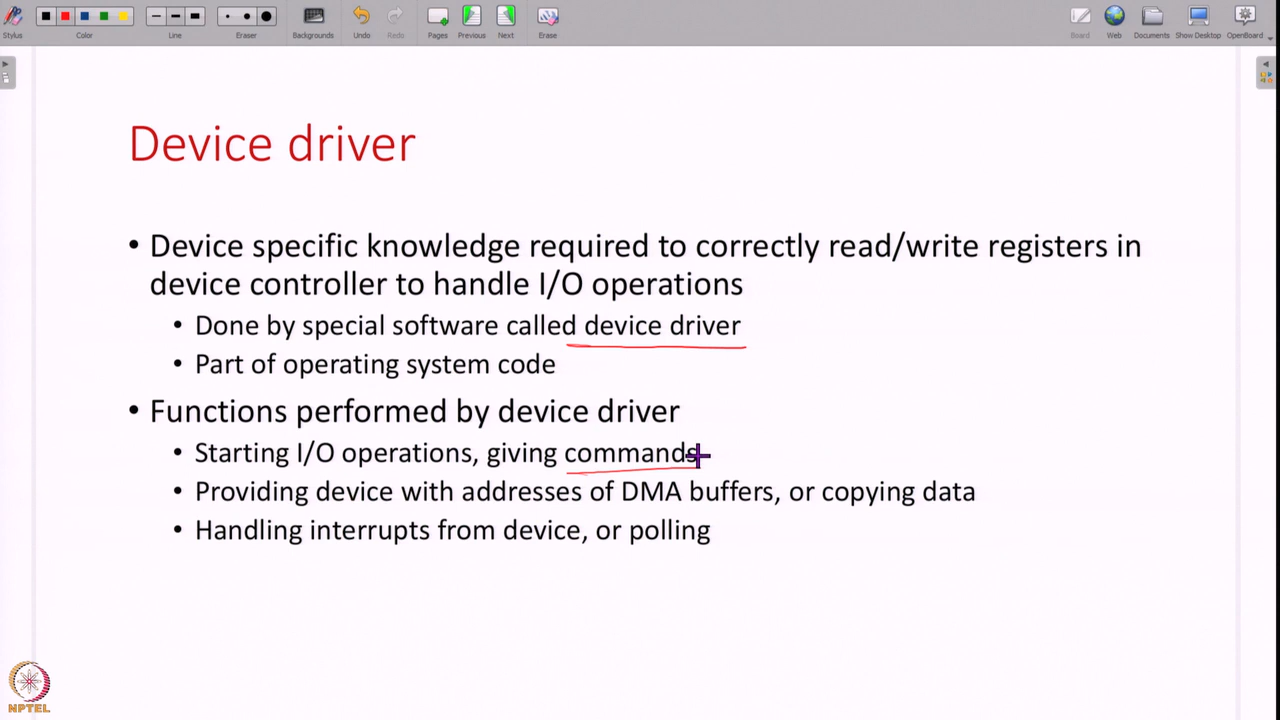 Stylus
Color
Line
Eraser
Backgrounds
Undo
Redo
Pages
Previous
Next
Erase
Board
Web
Documents
Show Desktop
OpenBoard
Device driver
• Device specific knowledge required to correctly read/write registers in
device controller to handle I/O operations
• Done by special software called device driver
• Part of operating system code
• Functions performed by device driver
• Starting I/O operations, giving commands
• Providing device with addresses of DMA buffers, or copying data
• Handling interrupts from device, or polling
NPTEL